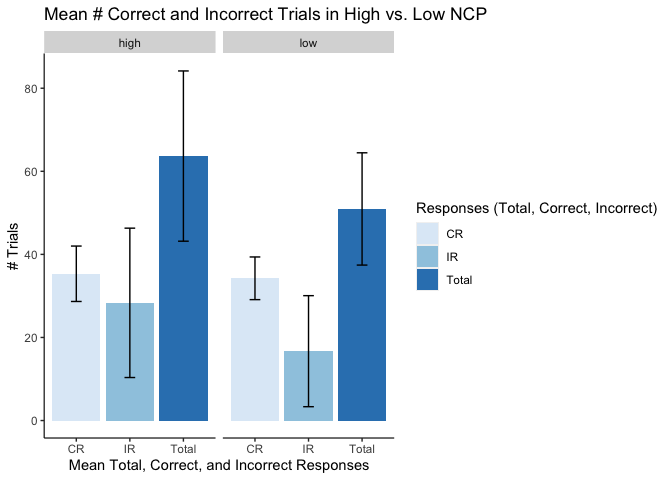 Mean # Correct and Incorrect Trials in High vs. Low NCP
high
low
80
60
40
20
0
# Trials
CR
IR
Total
CR
IR
Total
Mean Total, Correct, and Incorrect Responses
Responses (Total, Correct, Incorrect)
CR
IR
Total